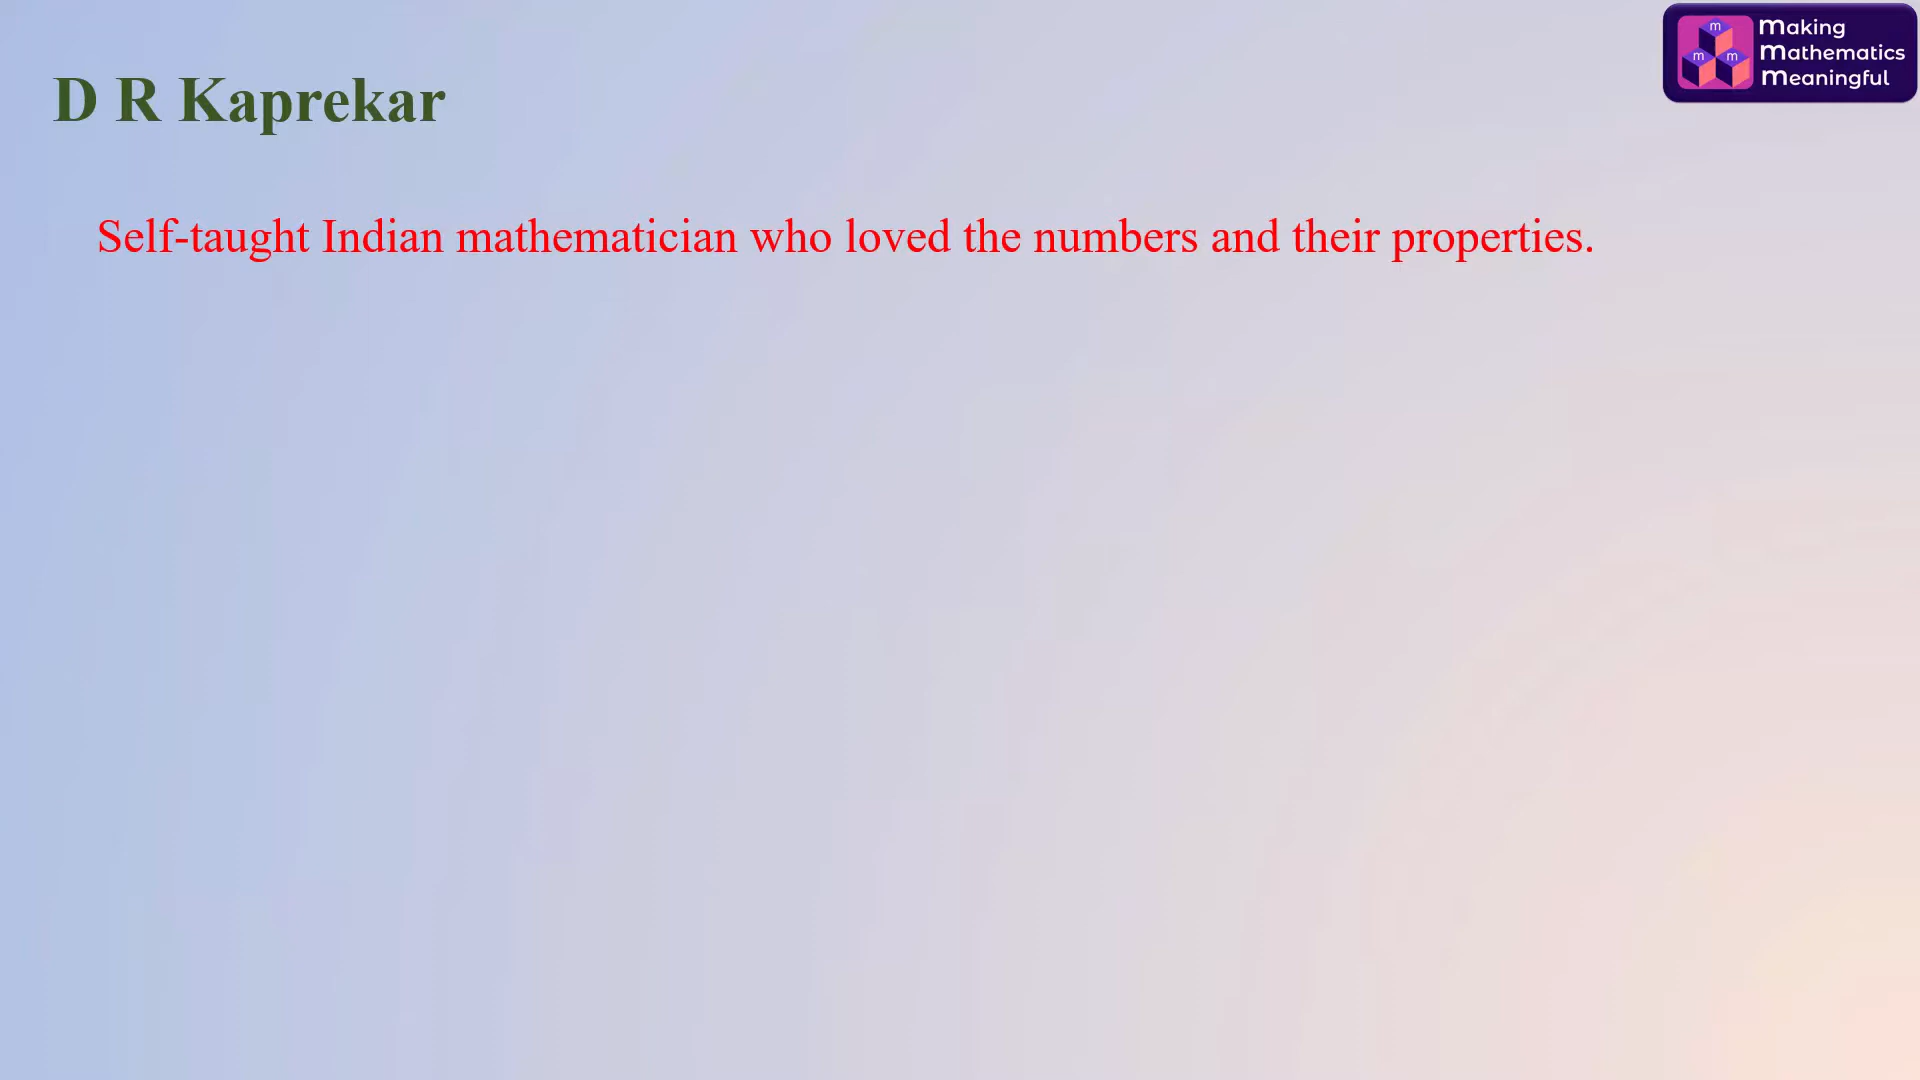 D R Kaprekar
Self-taught Indian mathematician who loved the numbers and their properties.
m
m m
making
mathematics
meaningful